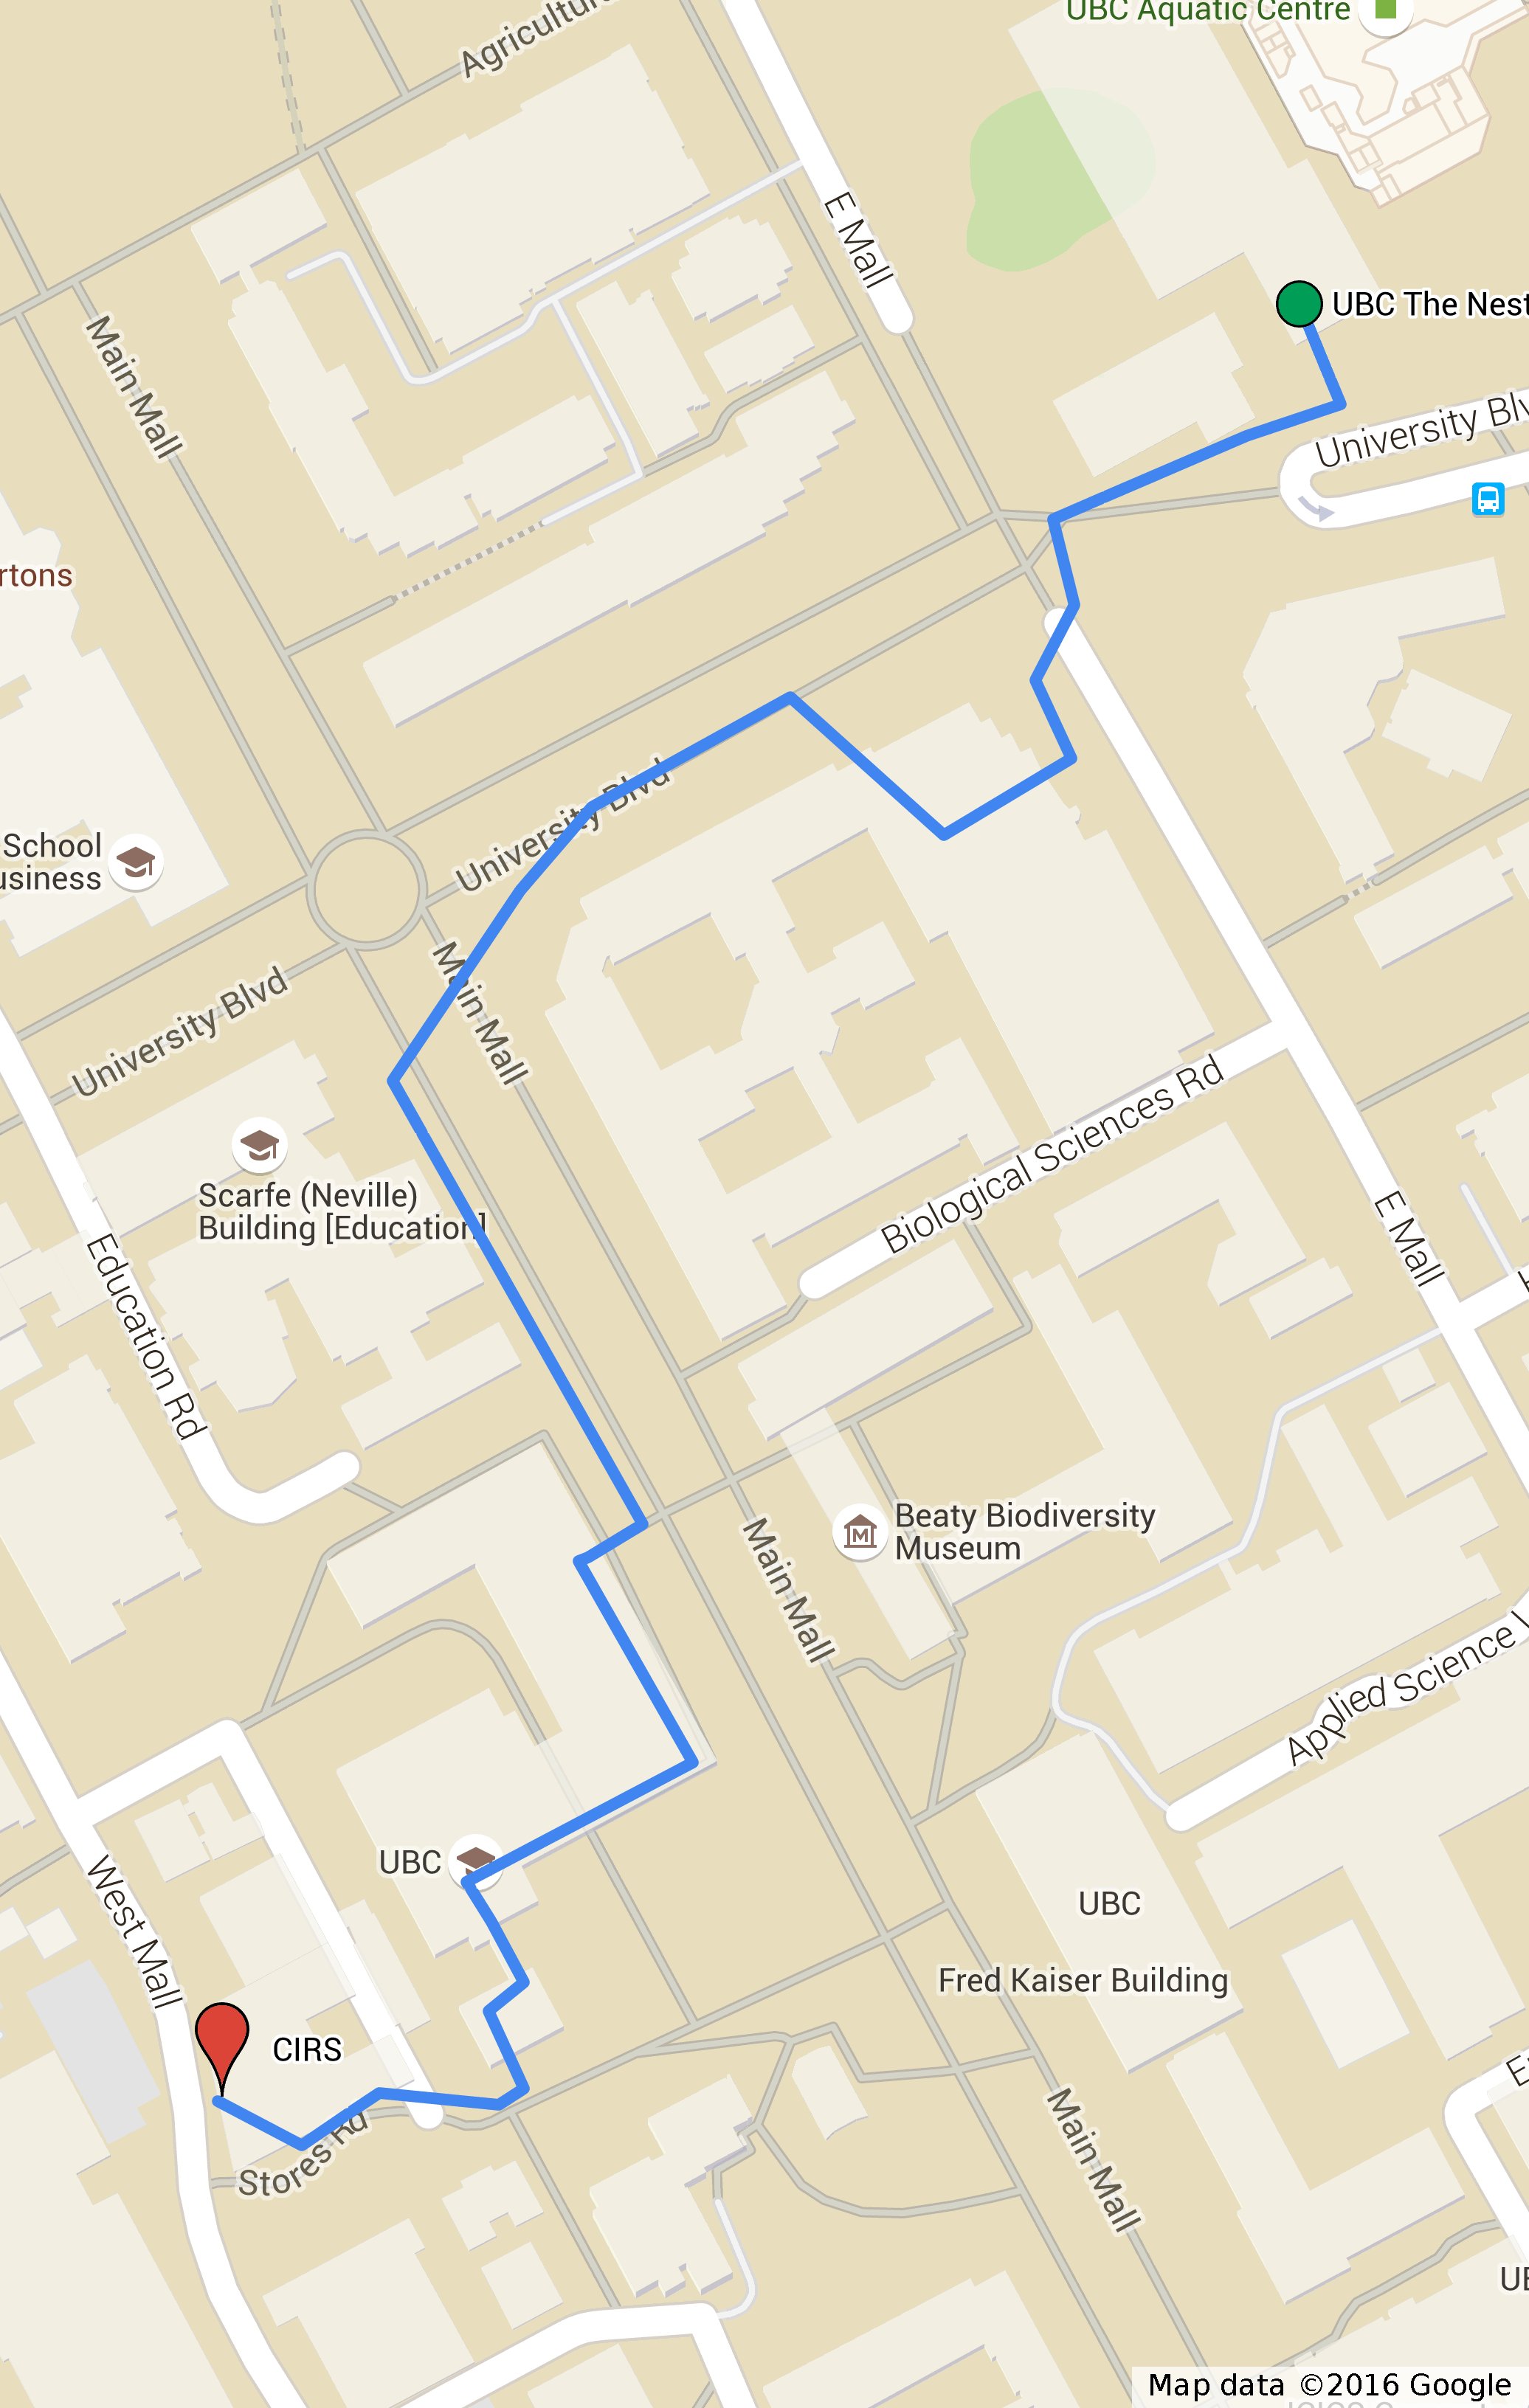 UBC Aquatic Centre
Agricultu
E Mall
UBC The Nest
Main Mall
University Blv
rtons
University Blvd
School
usiness
Main Mall
University Blvd
Biological Sciences Rd
Scarfe (Neville)
Building [Education]
E Mall
Education Rd
Beaty Biodiversity
Museum
Main Mall
Applied Science
UBC
West Mall
UBC
Fred Kaiser Building
CIRS
Stores Rd
Main Mall
UB
Map data ©2016 Google